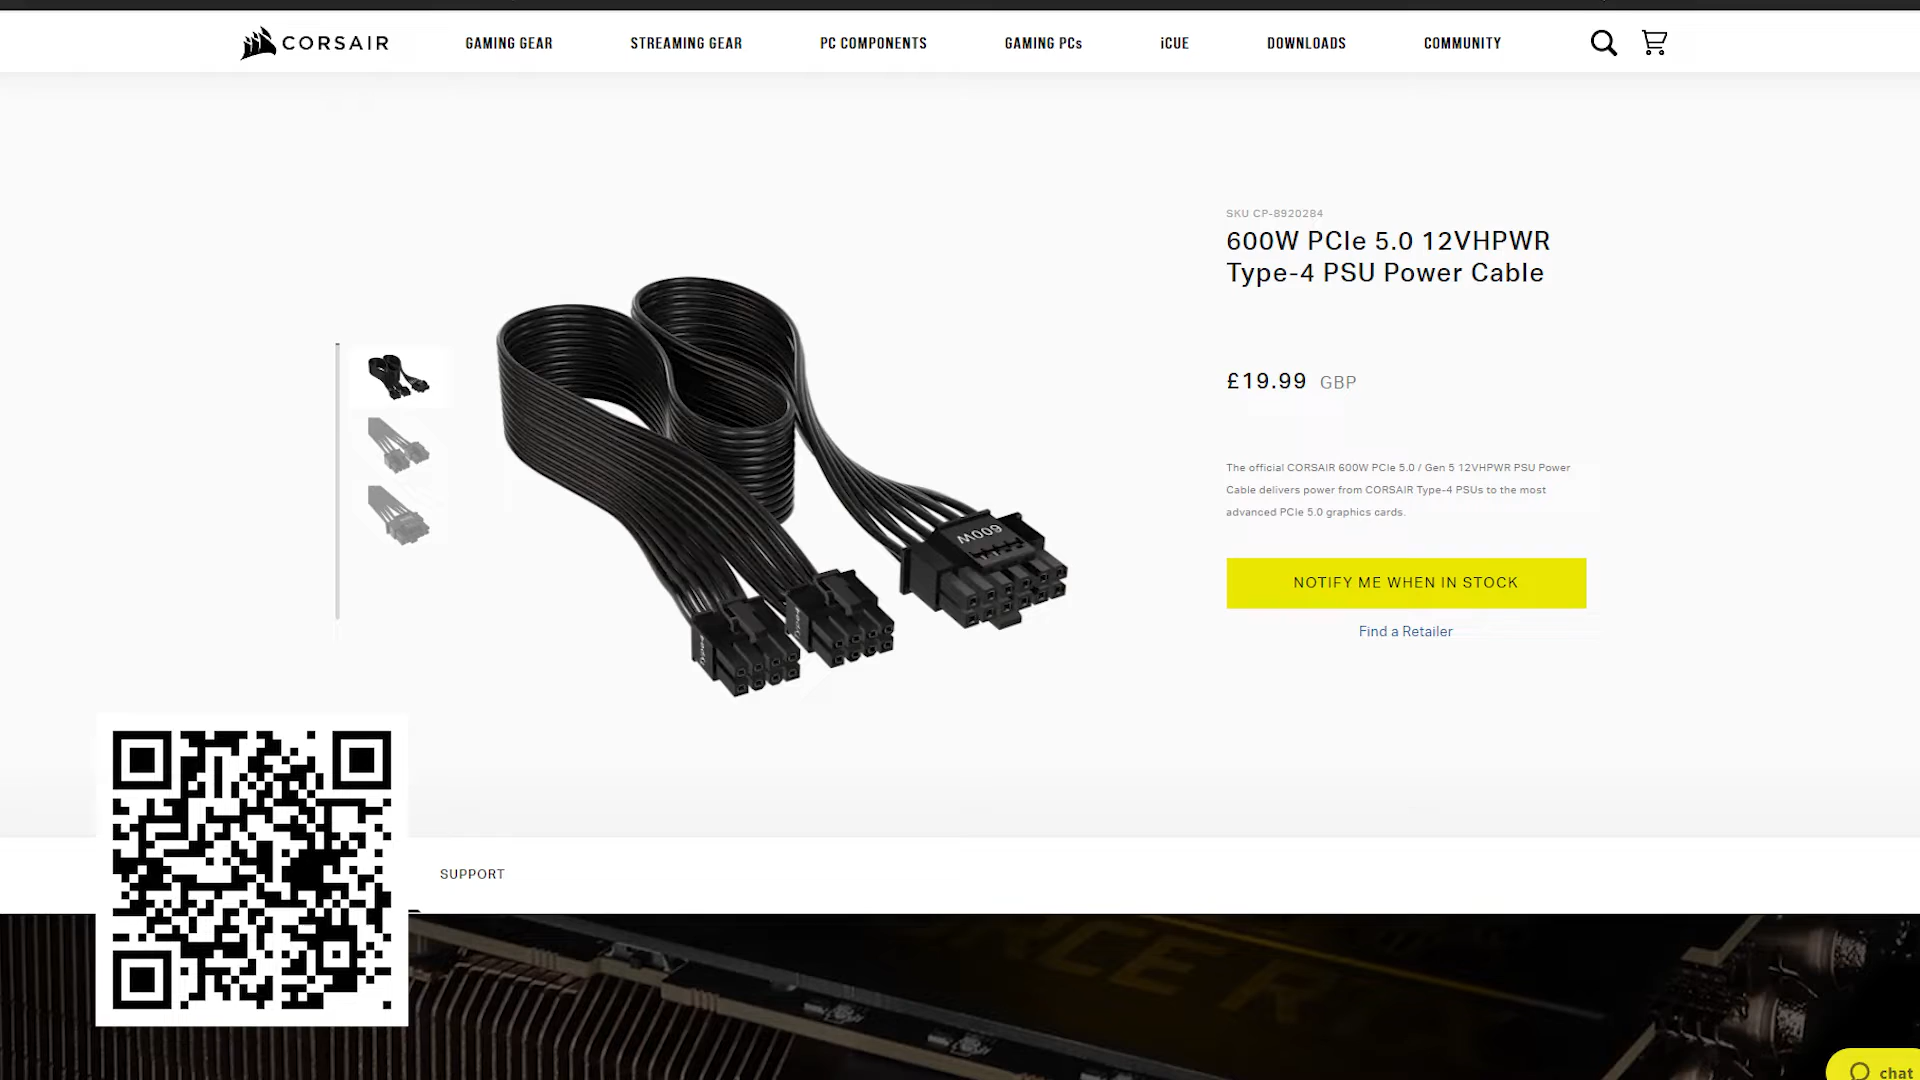 CORSAIR
GAMING GEAR
STREAMING GEAR
PC COMPONENTS
GAMING PCs
iCUE
DOWNLOADS
COMMUNITY
SKU CP-8920284
600W PCIe 5.0 12VHPWR
Type-4 PSU Power Cable
£19.99 GBP
The official CORSAIR 600W PCIe 5.0 / Gen 5 12VHPWR PSU Power
Cable delivers power from CORSAIR Type-4 PSUs to the most
advanced PCIe 5.0 graphics cards.
NOTIFY ME WHEN IN STOCK
Find a Retailer
600W
SUPPORT
chat